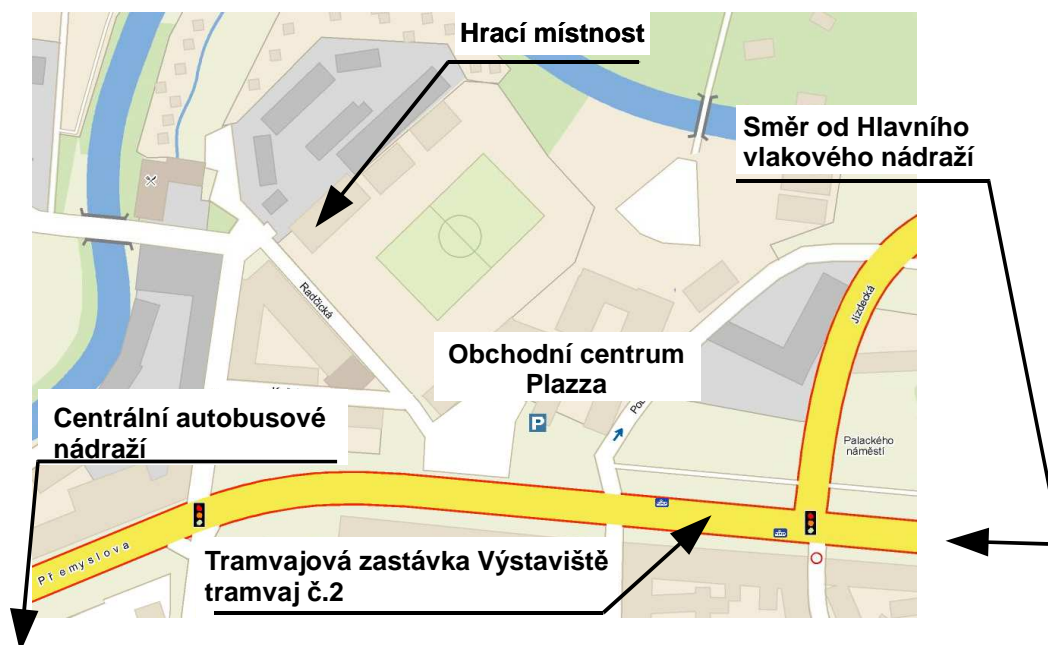 Hrací místnost
Směr od Hlavního
vlakového nádraží
Radčická
Jízdecká
Obchodní centrum
Plazza
P
Centrální autobusové
nádraží
Palackého
náměstí
Přemyslova
Tramvajová zastávka Výstaviště
tramvaj č.2